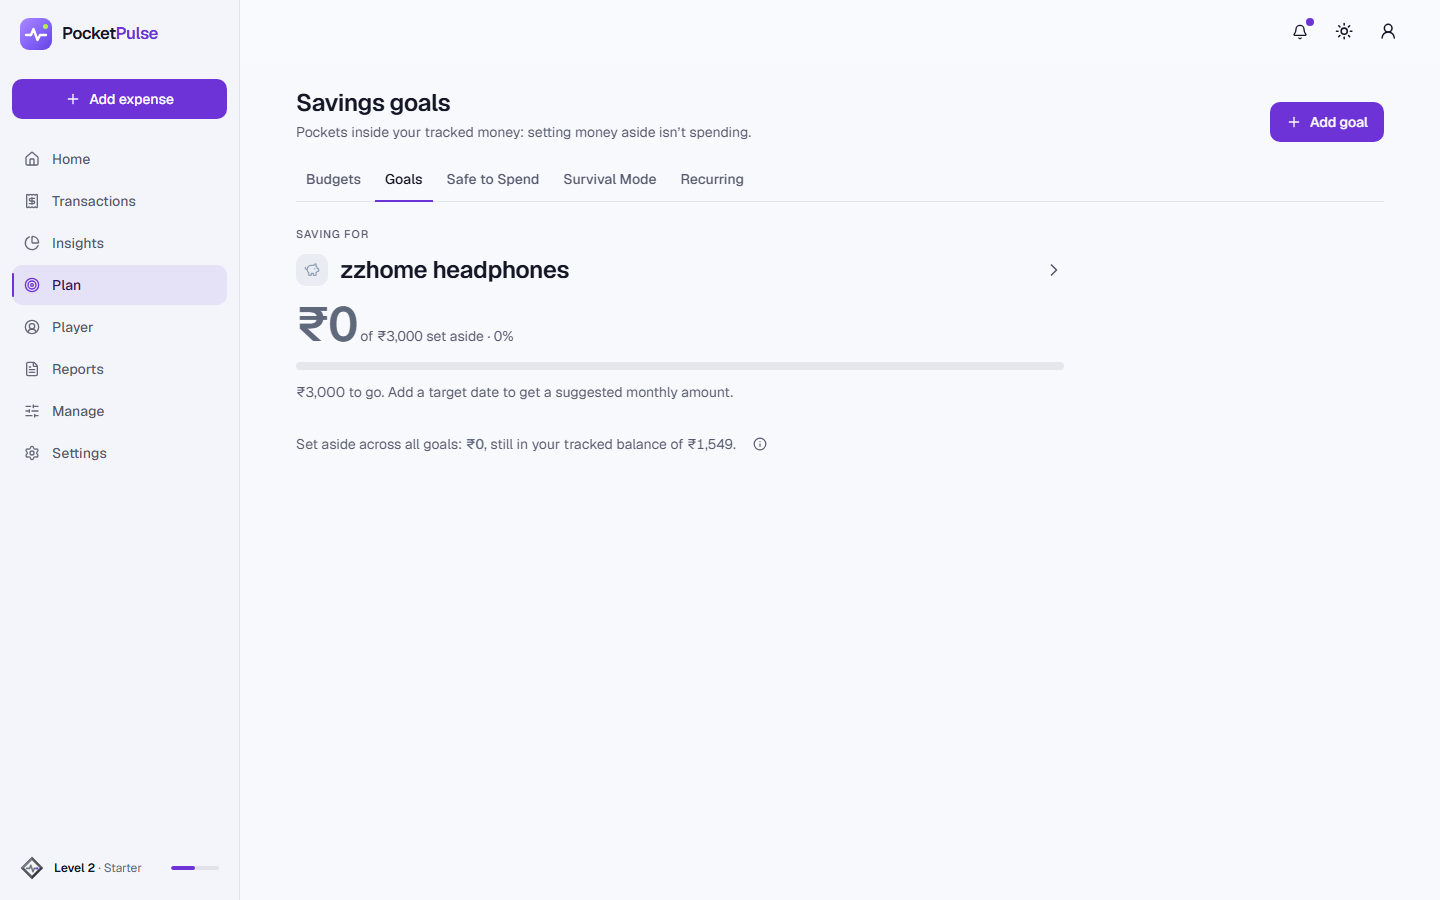 PocketPulse
Add expense
Home
Transactions
Insights
Plan
Player
Reports
Manage
Settings
Level 2 · Starter
Savings goals
Pockets inside your tracked money: setting money aside isn't spending.
Add goal
Budgets Goals Safe to Spend Survival Mode Recurring
SAVING FOR
zzhome headphones
₹0 of ₹3,000 set aside · 0%
₹3,000 to go. Add a target date to get a suggested monthly amount.
Set aside across all goals: ₹0, still in your tracked balance of ₹1,549.